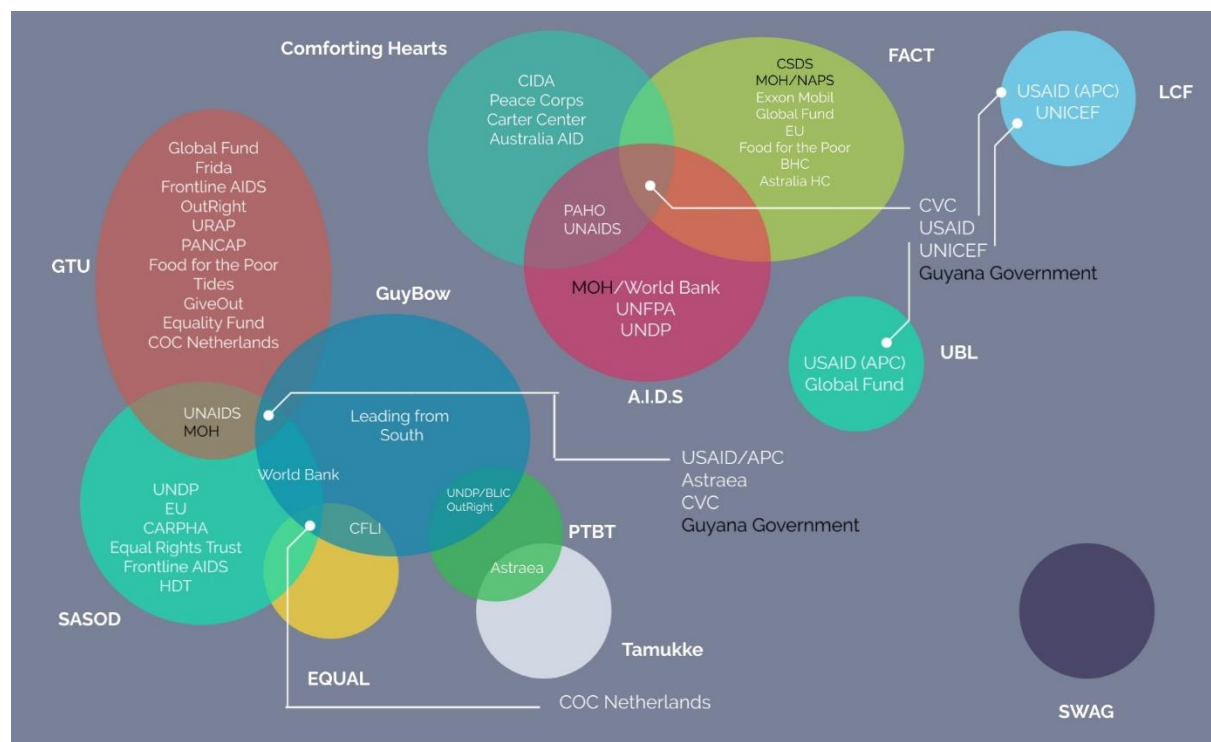 Comforting Hearts
CIDA
Peace Corps
Carter Center
Australia AID
CSDS
MOH/NAPS
Exxon Mobil
Global Fund
EU
Food for the Poor
BHC
Astralia HC
FACT
USAID (APC)
UNICEF
LCF
Global Fund
Frida
Frontline AIDS
OutRight
URAP
PANCAP
Food for the Poor
Tides
GiveOut
Equality Fund
COC Netherlands
GTU
PAHO
UNAIDS
CVC
USAID
UNICEF
Guyana Government
MOH/World Bank
UNFPA
UNDP
A.I.D.S
GuyBow
USAID (APC)
Global Fund
UBL
UNAIDS
MOH
Leading from
South
World Bank
USAID/APC
Astraea
CVC
Guyana Government
UNDP
EU
CARPHA
Equal Rights Trust
Frontline AIDS
HDT
SASOD
CFLI
UNDP/BLIC
OutRight
PTBT
Astraea
Tamukke
EQUAL
COC Netherlands
SWAG